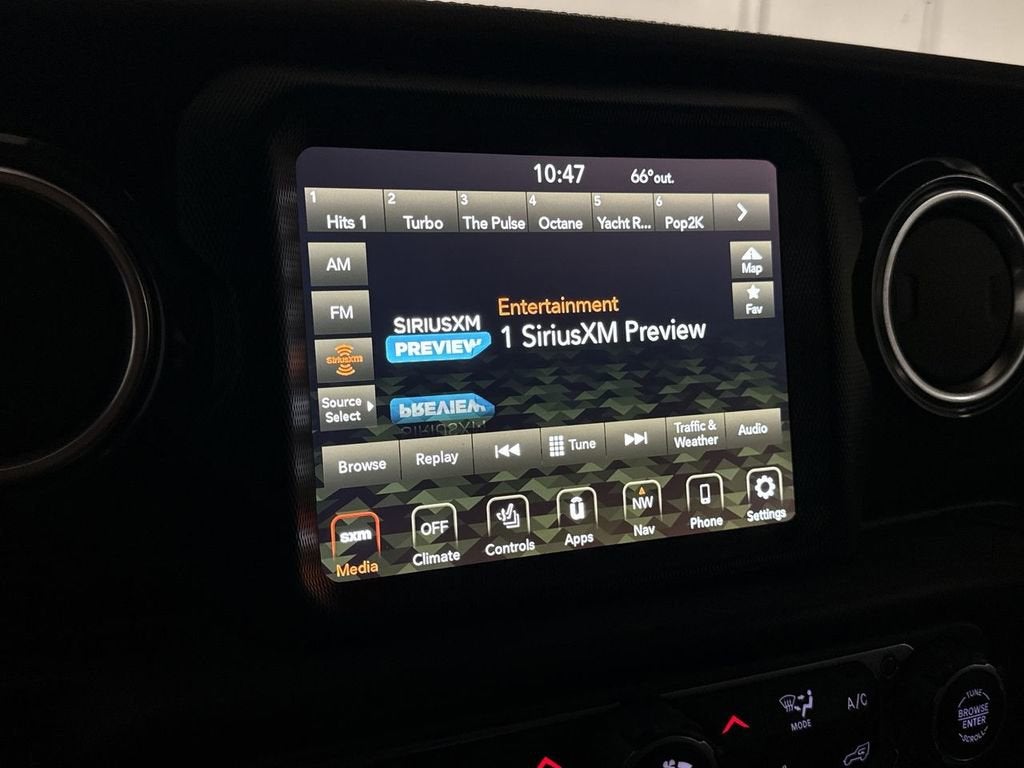 10:47 66°out.
1 Hits 1 2 Turbo 3 The Pulse 4 Octane 5 Yacht R... 6 Pop2K
AM
Map
FM
Fav
SIRIUSXM
PREVIEW
Entertainment
1 SiriusXM Preview
SiriusXm
Source
Select
PREVIEW
SIRIUSXM
Browse Replay Tune Traffic &
Weather Audio
sxm OFF NW
Media Climate Controls Apps Nav Phone Settings
MODE A/C
TUNE
BROWSE
ENTER
SCROLL